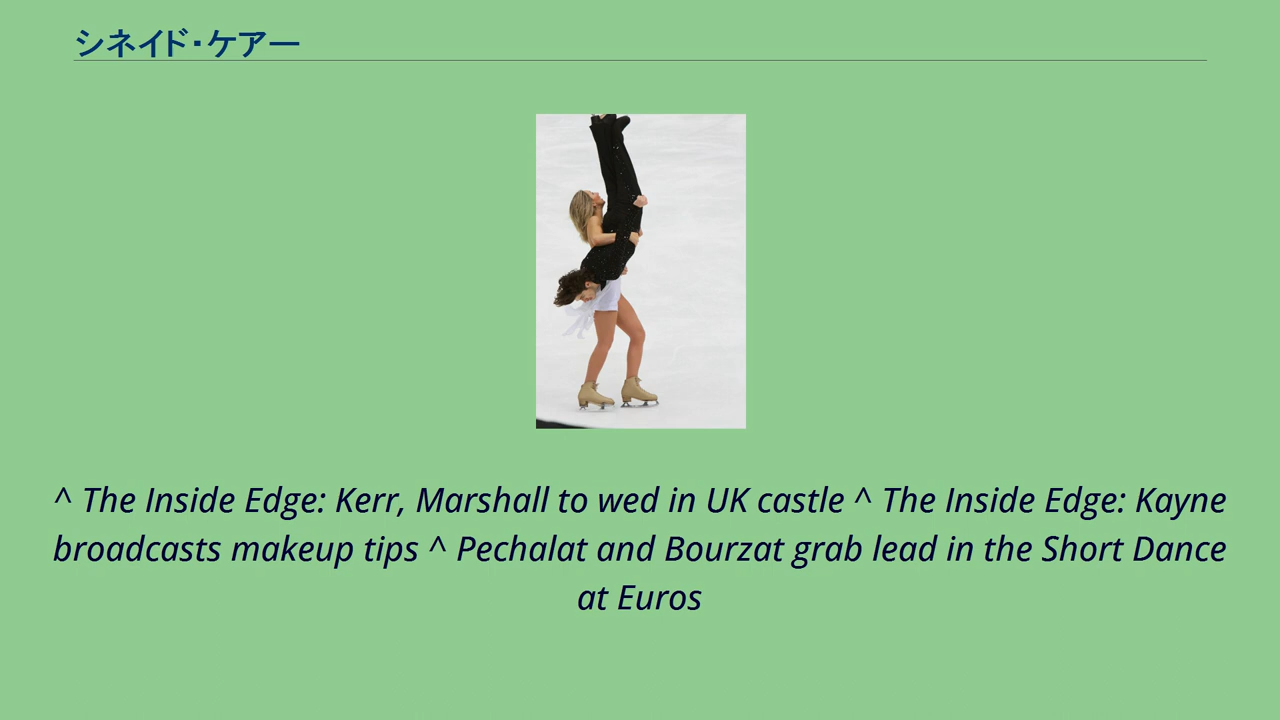 シネイド・ケアー
^ The Inside Edge: Kerr, Marshall to wed in UK castle ^ The Inside Edge: Kayne
broadcasts makeup tips ^ Pechalat and Bourzat grab lead in the Short Dance
at Euros